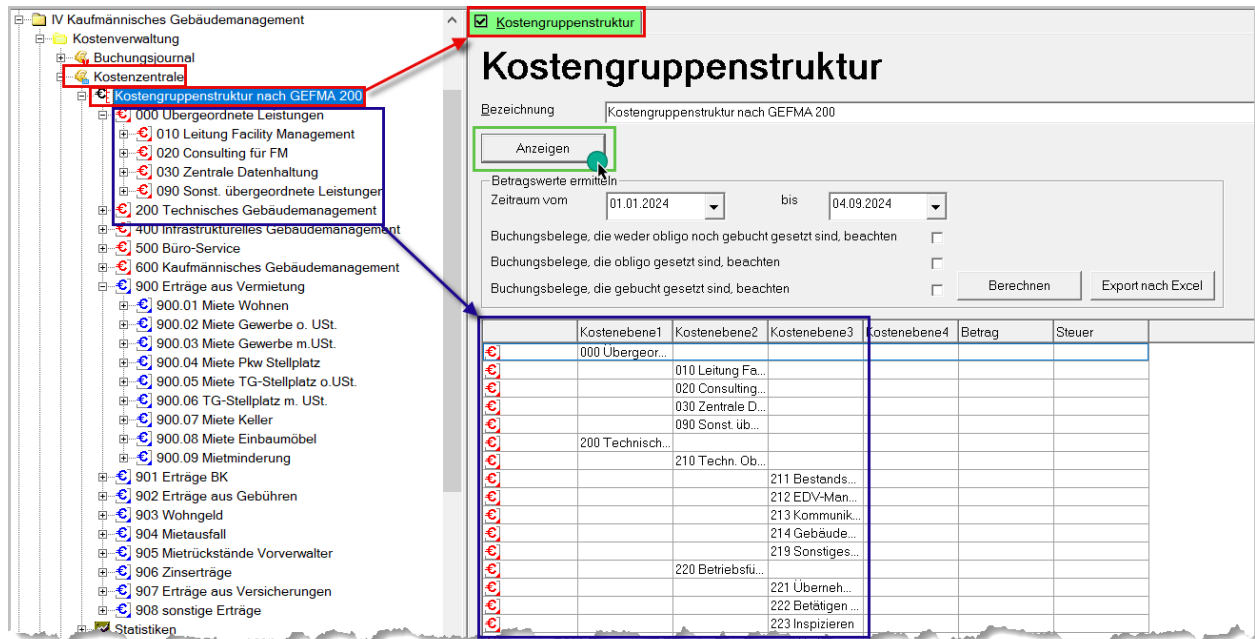 IV Kaufmännisches Gebäudemanagement
Kostenverwaltung
Buchungsjournal
Kostenzentrale
Kostengruppenstruktur nach GEFMA 200
000 Übergeordnete Leistungen
010 Leitung Facility Management
020 Consulting für FM
030 Zentrale Datenhaltung
090 Sonst. übergeordnete Leistungen
200 Technisches Gebäudemanagement
400 Infrastrukturelles Gebäudemanagement
500 Büro-Service
600 Kaufmännisches Gebäudemanagement
900 Erträge aus Vermietung
900.01 Miete Wohnen
900.02 Miete Gewerbe o. USt.
900.03 Miete Gewerbe m.USt.
900.04 Miete Pkw Stellplatz
900.05 Miete TG-Stellplatz o.USt.
900.06 TG-Stellplatz m. USt.
900.07 Miete Keller
900.08 Miete Einbaumöbel
900.09 Mietminderung
901 Erträge BK
902 Erträge aus Gebühren
903 Wohngeld
904 Mietausfall
905 Mietrückstände Vorverwalter
906 Zinserträge
907 Erträge aus Versicherungen
908 sonstige Erträge
Statistiken
Kostengruppenstruktur
Kostengruppenstruktur
Bezeichnung Kostengruppenstruktur nach GEFMA 200
Anzeigen
Betragswerte ermitteln
Zeitraum vom 01.01.2024 bis 04.09.2024
Buchungsbelege, die weder obligo noch gebucht gesetzt sind, beachten
Buchungsbelege, die obligo gesetzt sind, beachten
Buchungsbelege, die gebucht gesetzt sind, beachten Berechnen Export nach Excel
Kostenebene1 Kostenebene2 Kostenebene3 Kostenebene4 Betrag Steuer
000 Übergeor...
010 Leitung Fa...
020 Consulting...
030 Zentrale D...
090 Sonst. üb...
200 Technisch...
210 Techn. Ob...
211 Bestands...
212 EDV-Man...
213 Kommunik...
214 Gebäude...
219 Sonstiges...
220 Betriebsfü...
221 Überneh...
222 Betätigen ...
223 Inspizieren